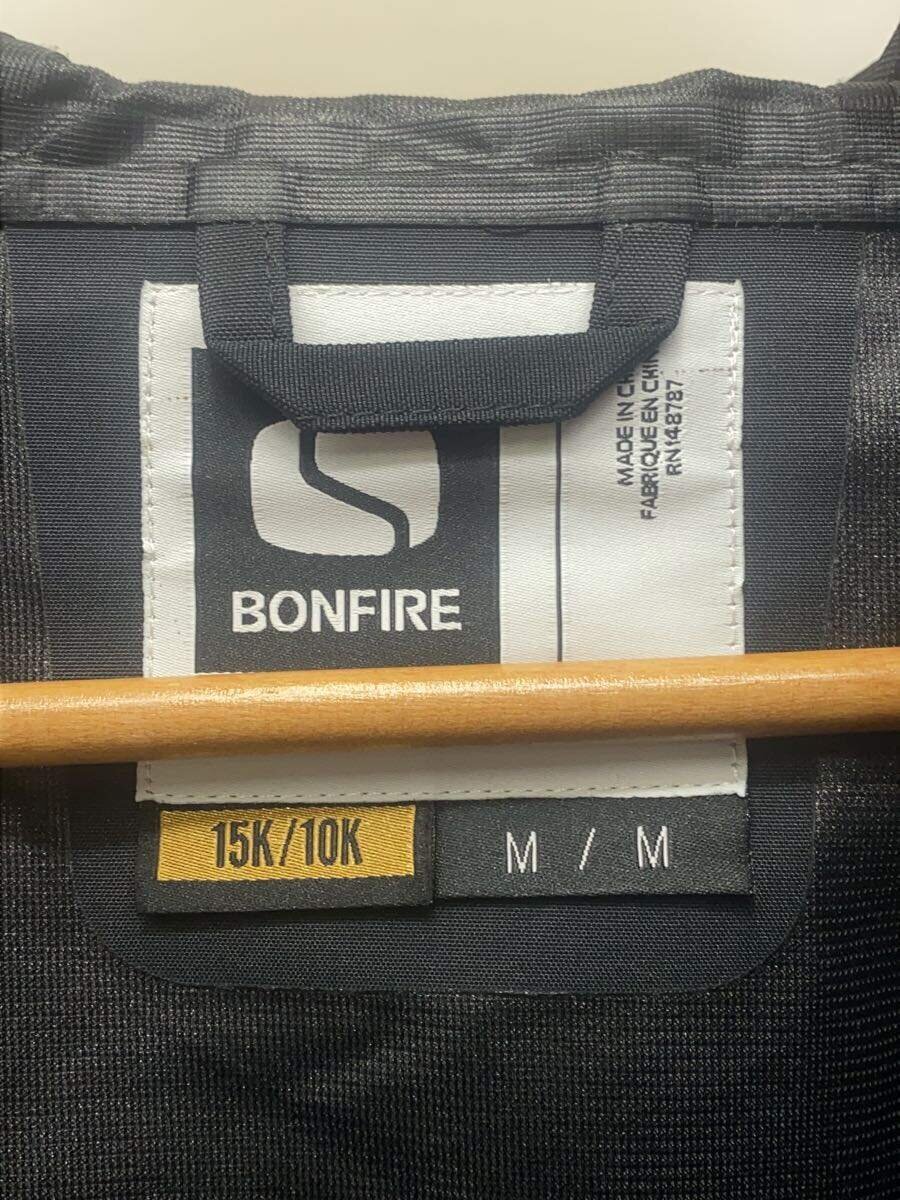 MADE IN
FABRIQUE EN
RN148787
BONFIRE
15K/10K
M / M